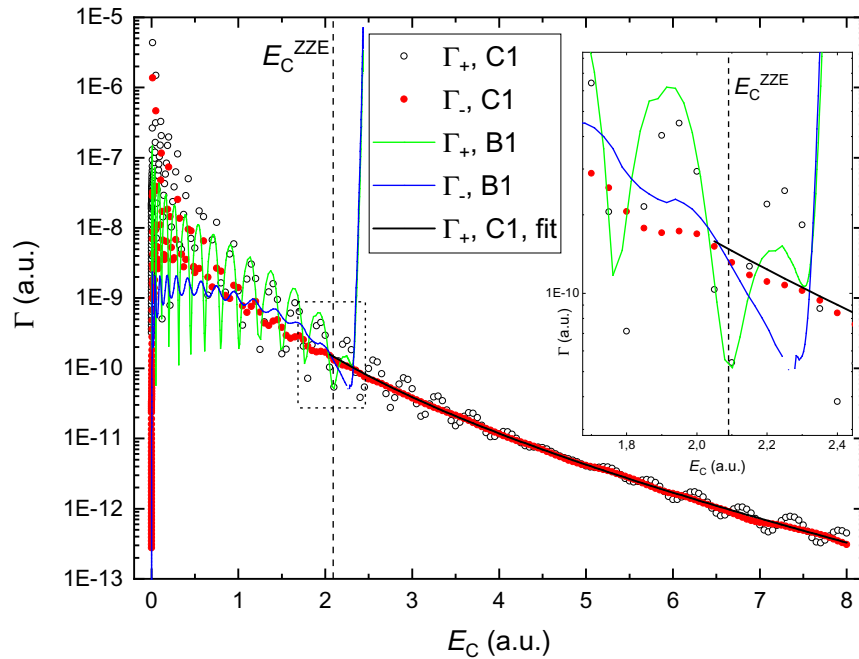 1E-5
1E-6
1E-7
1E-8
1E-9
1E-10
1E-11
1E-12
1E-13
Γ (a.u.)
0 1 2 3 4 5 6 7 8
E_C (a.u.)
E_C^ZZE
Γ₊, C1
Γ₋, C1
Γ₊, B1
Γ₋, B1
Γ₊, C1, fit
E_C^ZZE
1E-10
Γ (a.u.)
1,8 2,0 2,2 2,4
E_C (a.u.)